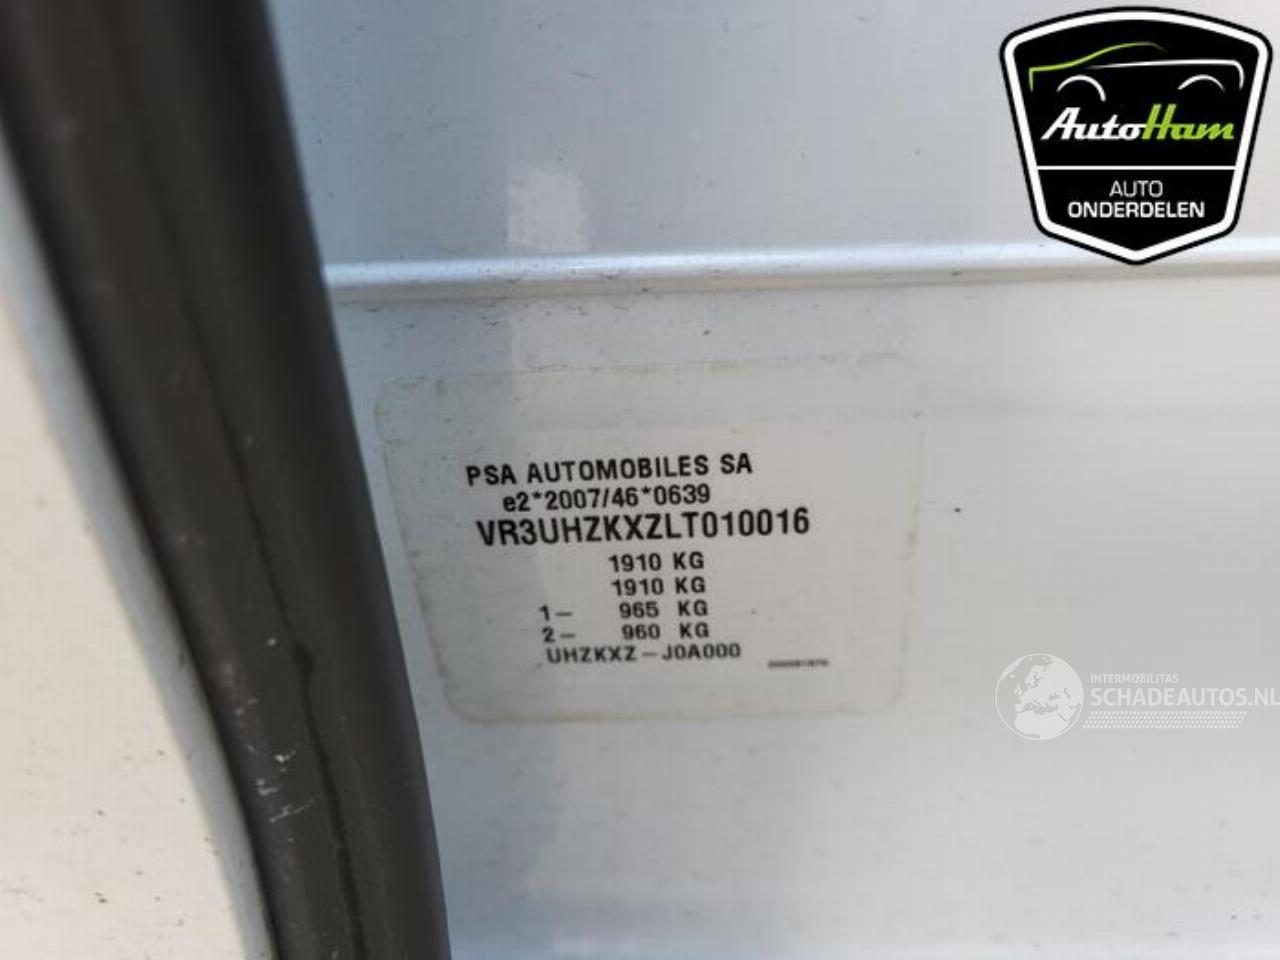 AutoHam
AUTO
ONDERDELEN
PSA AUTOMOBILES SA
e2*2007/46*0639
VR3UHZKXZLT010016
1910 KG
1910 KG
1- 965 KG
2- 960 KG
UHZKXZ-J0A000
INTERMOBILITAS
SCHADEAUTOS.NL